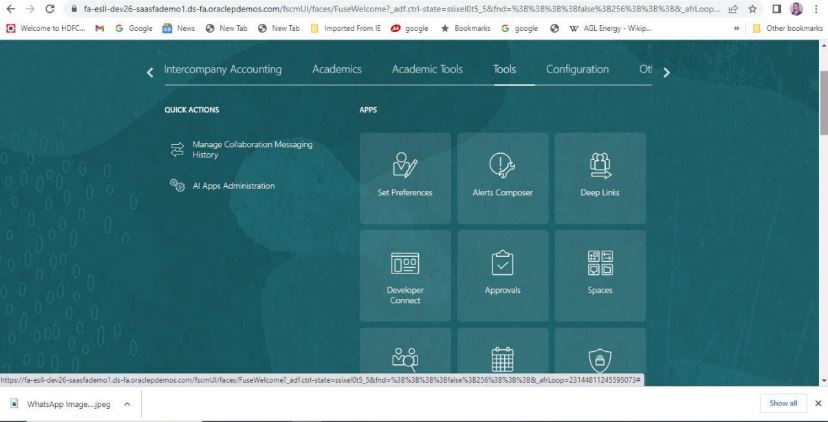 fa-esll-dev26-saasfademo1.ds-fa.oraclepdemos.com/fscmUI/faces/FuseWelcome?_adf.ctrl-state=ssixel0t5_5&fnd=%3B%3B%3B%3Bfalse%3B256%3B%3B%3B&_afrLoop...
Welcome to HDFC... Google News New Tab New Tab Imported From IE google Bookmarks google AGL Energy - Wikip... » Other bookmarks
Intercompany Accounting Academics Academic Tools Tools Configuration Otl
QUICK ACTIONS APPS
Manage Collaboration Messaging
History
AI Apps Administration
Set Preferences Alerts Composer Deep Links
Developer
Connect
Approvals Spaces
https://fa-esll-dev26-saasfademo1.ds-fa.oraclepdemos.com/fscmUI/faces/FuseWelcome?_adf.ctrl-state=ssixel0t5_5&fnd=%3B%3B%3B%3Bfalse%3B256%3B%3B%3B&_afrLoop=23144811245595073#
WhatsApp Image....jpeg Show all